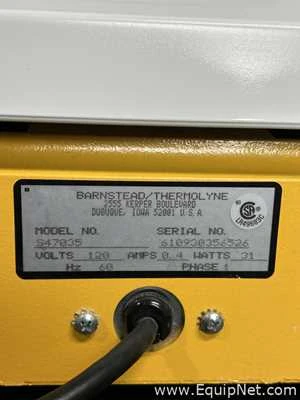 BARNSTEAD/THERMOLYNE
2555 KERPER BOULEVARD
DUBUQUE, IOWA 52001 U.S.A
MODEL NO. SERIAL NO.
S47035 610930356526
VOLTS 120 AMPS 0.4 WATTS 31
Hz 60 PHASE 1
www.EquipNet.com